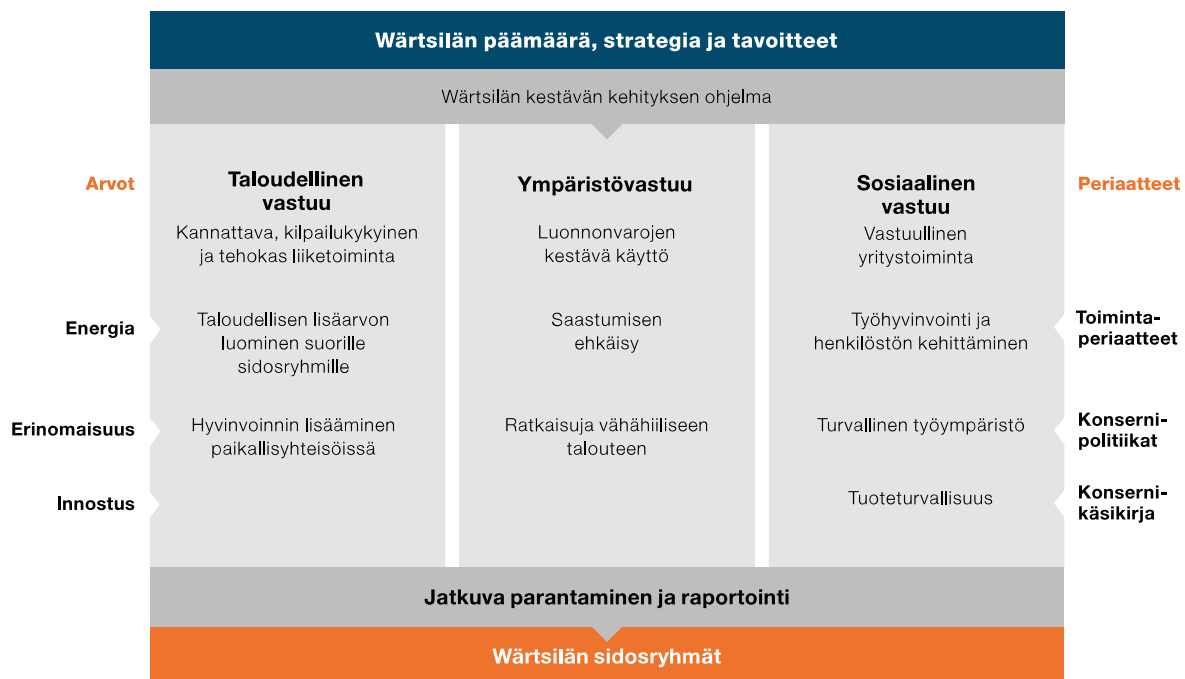 Wärtsilän päämäärä, strategia ja tavoitteet
Wärtsilän kestävän kehityksen ohjelma
Arvot
Energia
Erinomaisuus
Innostus
Taloudellinen
vastuu
Kannattava, kilpailukykyinen
ja tehokas liiketoiminta
Taloudellisen lisäarvon
luominen suorille
sidosryhmille
Hyvinvoinnin lisääminen
paikallisyhteisöissä
Ympäristövastuu
Luonnonvarojen
kestävä käyttö
Saastumisen
ehkäisy
Ratkaisuja vähähiiliseen
talouteen
Sosiaalinen
vastuu
Vastuullinen
yritystoiminta
Työhyvinvointi ja
henkilöstön kehittäminen
Turvallinen työympäristö
Tuoteturvallisuus
Periaatteet
Toiminta-
periaatteet
Konserni-
politiikat
Konserni-
käsikirja
Jatkuva parantaminen ja raportointi
Wärtsilän sidosryhmät